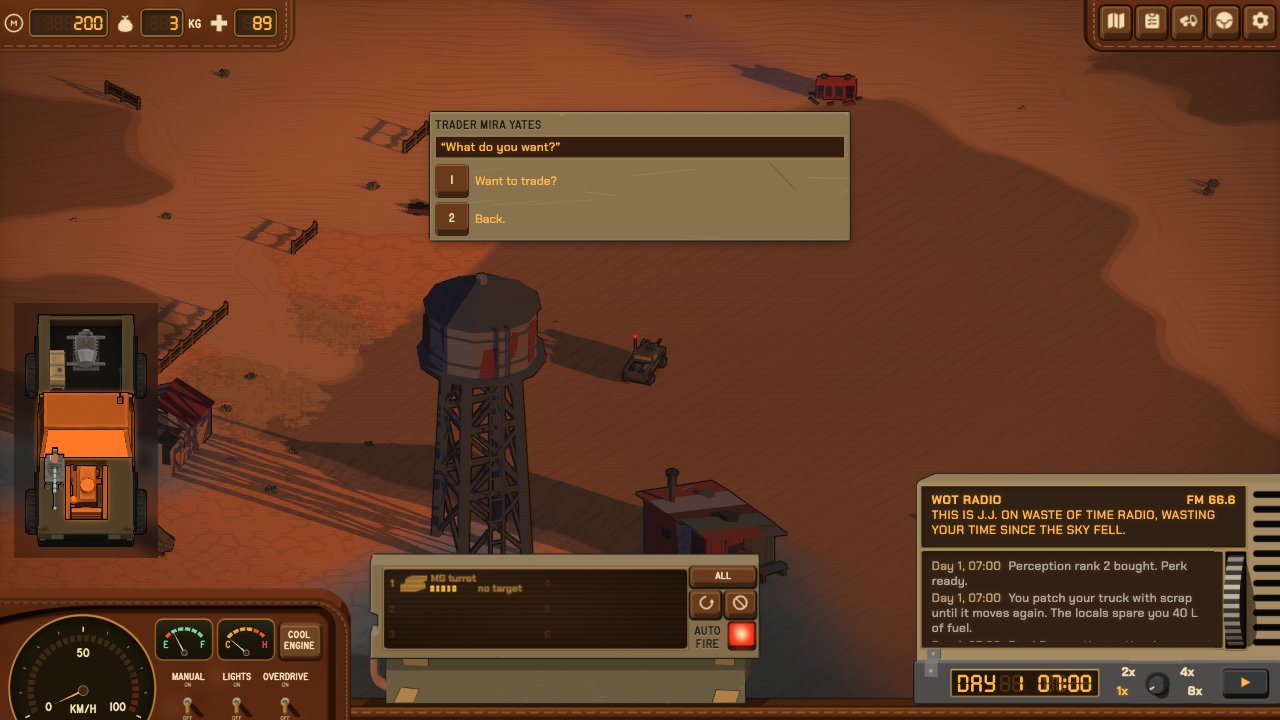 M 200 3 KG 89
TRADER MIRA YATES
“What do you want?”
1 Want to trade?
2 Back.
WOT RADIO FM 66.6
THIS IS J.J. ON WASTE OF TIME RADIO, WASTING
YOUR TIME SINCE THE SKY FELL.
Day 1, 07:00 Perception rank 2 bought. Perk
ready.
Day 1, 07:00 You patch your truck with scrap
until it moves again. The locals spare you 40 L
of fuel.
1 MG turret 4
no target
2 5
3 6
ALL
AUTO
FIRE
E F C H
COOL
ENGINE
MANUAL LIGHTS OVERDRIVE
ON ON ON
OFF OFF OFF
0 50 100
KM/H
DAY 1 07:00
2x 4x
1x 8x